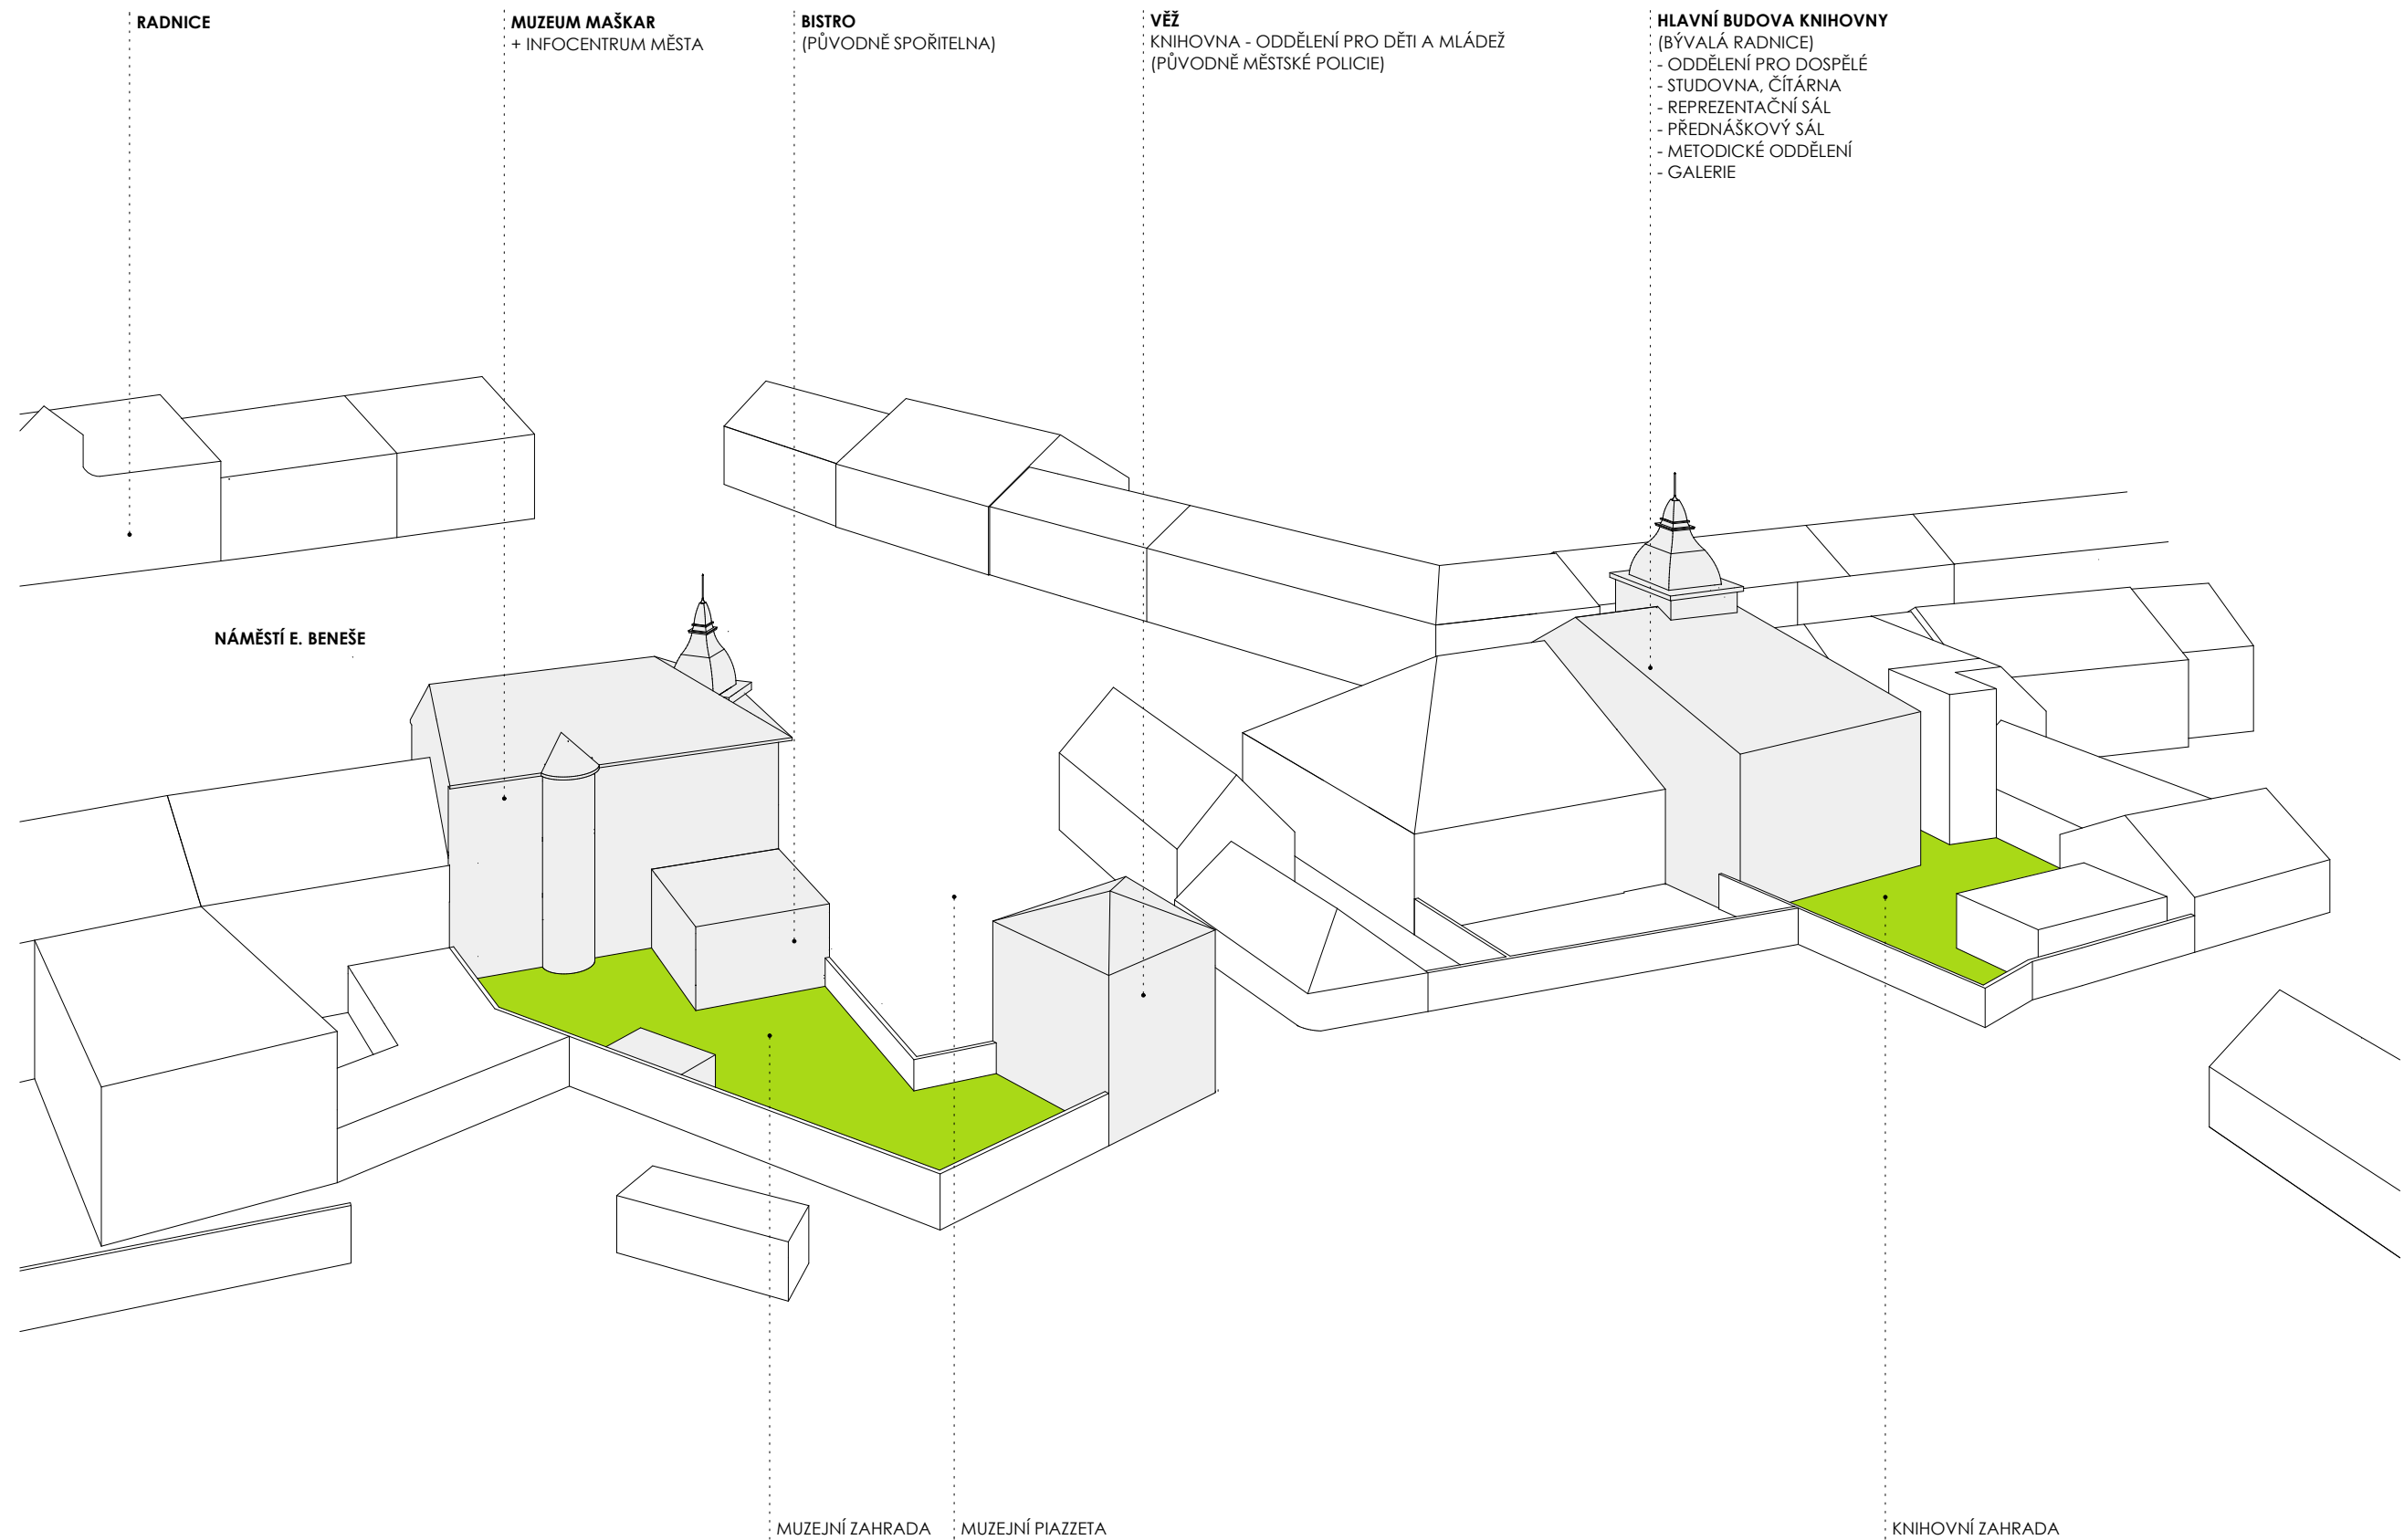 RADNICE
MUZEUM MAŠKAR
+ INFOCENTRUM MĚSTA
BISTRO
(PŮVODNĚ SPOŘITELNA)
VĚŽ
KNIHOVNA - ODDĚLENÍ PRO DĚTI A MLÁDEŽ
(PŮVODNĚ MĚSTSKÉ POLICIE)
HLAVNÍ BUDOVA KNIHOVNY
(BÝVALÁ RADNICE)
- ODDĚLENÍ PRO DOSPĚLÉ
- STUDOVNA, ČÍTÁRNA
- REPREZENTAČNÍ SÁL
- PŘEDNÁŠKOVÝ SÁL
- METODICKÉ ODDĚLENÍ
- GALERIE
NÁMĚSTÍ E. BENEŠE
MUZEJNÍ ZAHRADA
MUZEJNÍ PIAZZETA
KNIHOVNÍ ZAHRADA